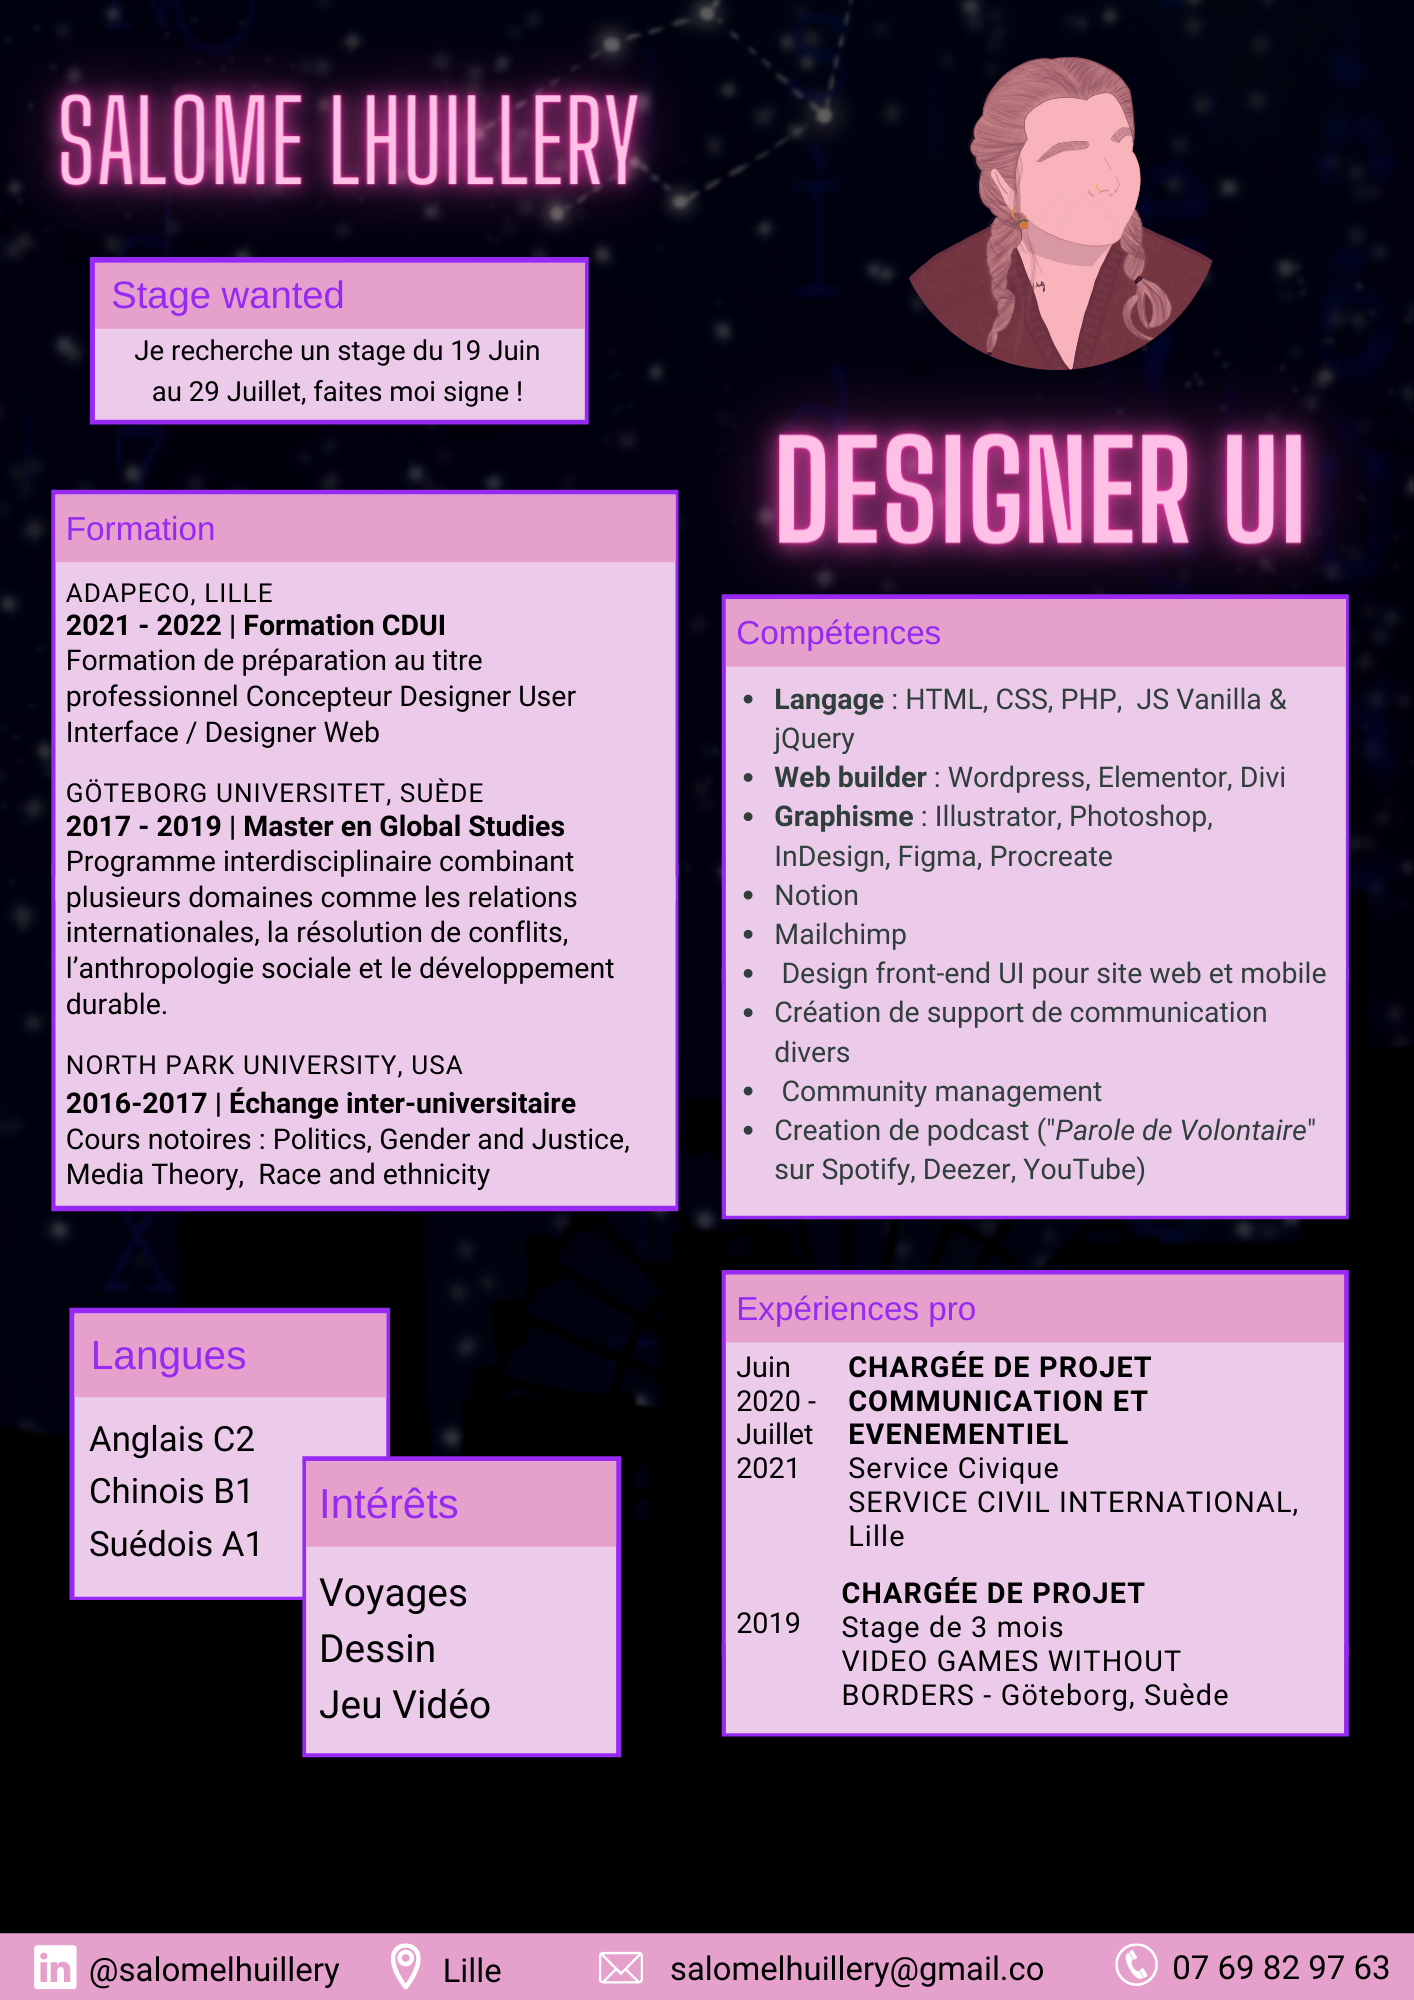 SALOME LHUILLERY
Stage wanted
Je recherche un stage du 19 Juin
au 29 Juillet, faites moi signe !
Formation
ADAPECO, LILLE
2021 - 2022 | Formation CDUI
Formation de préparation au titre
professionnel Concepteur Designer User
Interface / Designer Web
GÖTEBORG UNIVERSITET, SUÈDE
2017 - 2019 | Master en Global Studies
Programme interdisciplinaire combinant
plusieurs domaines comme les relations
internationales, la résolution de conflits,
l’anthropologie sociale et le développement
durable.
NORTH PARK UNIVERSITY, USA
2016-2017 | Échange inter-universitaire
Cours notoires : Politics, Gender and Justice,
Media Theory, Race and ethnicity
Langues
Anglais C2
Chinois B1
Suédois A1
Intérêts
Voyages
Dessin
Jeu Vidéo
DESIGNER UI
Compétences
• Langage : HTML, CSS, PHP, JS Vanilla &
jQuery
• Web builder : Wordpress, Elementor, Divi
• Graphisme : Illustrator, Photoshop,
InDesign, Figma, Procreate
• Notion
• Mailchimp
• Design front-end UI pour site web et mobile
• Création de support de communication
divers
• Community management
• Creation de podcast ("Parole de Volontaire"
sur Spotify, Deezer, YouTube)
Expériences pro
Juin
2020 -
Juillet
2021
CHARGÉE DE PROJET
COMMUNICATION ET
EVENEMENTIEL
Service Civique
SERVICE CIVIL INTERNATIONAL,
Lille
2019
CHARGÉE DE PROJET
Stage de 3 mois
VIDEO GAMES WITHOUT
BORDERS - Göteborg, Suède
in @salomelhuillery
Lille
salomelhuillery@gmail.co
07 69 82 97 63